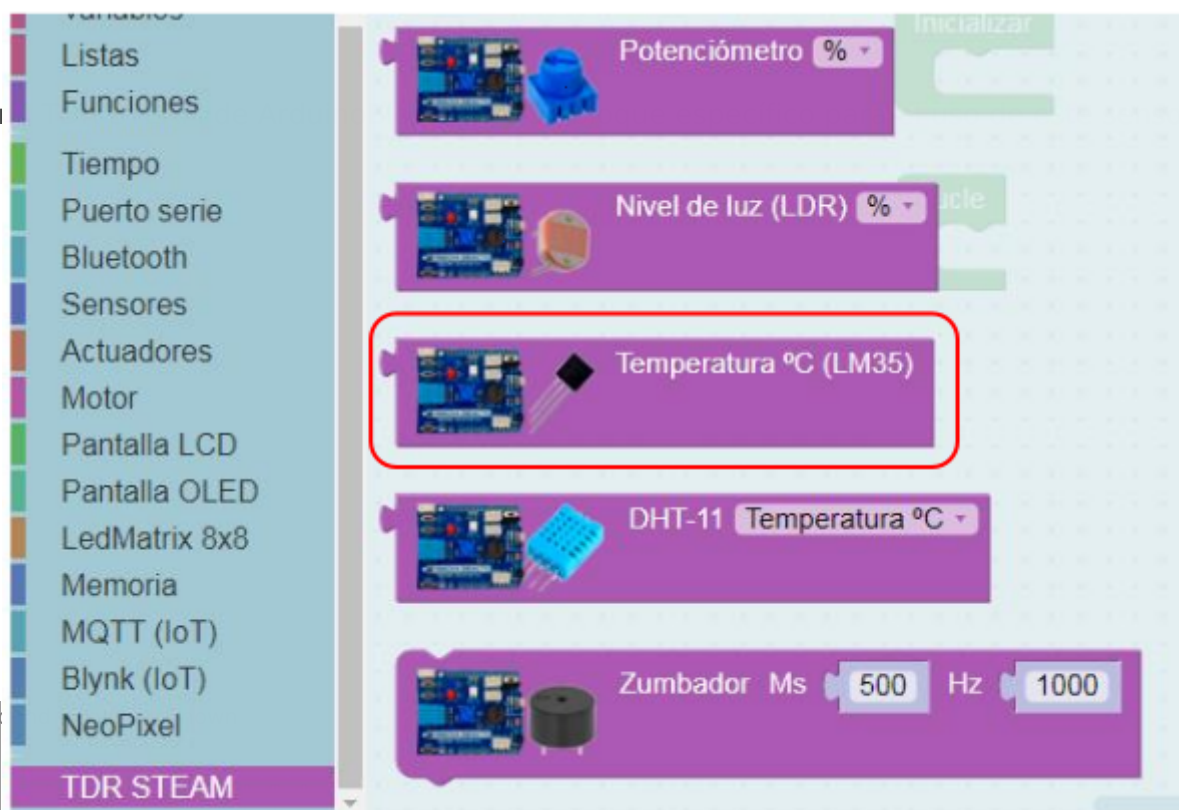 Variables
Listas
Funciones
Tiempo
Puerto serie
Bluetooth
Sensores
Actuadores
Motor
Pantalla LCD
Pantalla OLED
LedMatrix 8x8
Memoria
MQTT (IoT)
Blynk (IoT)
NeoPixel
TDR STEAM
Inicializar
Potenciómetro %
Nivel de luz (LDR) %
Temperatura ºC (LM35)
DHT-11 Temperatura ºC
Zumbador Ms 500 Hz 1000